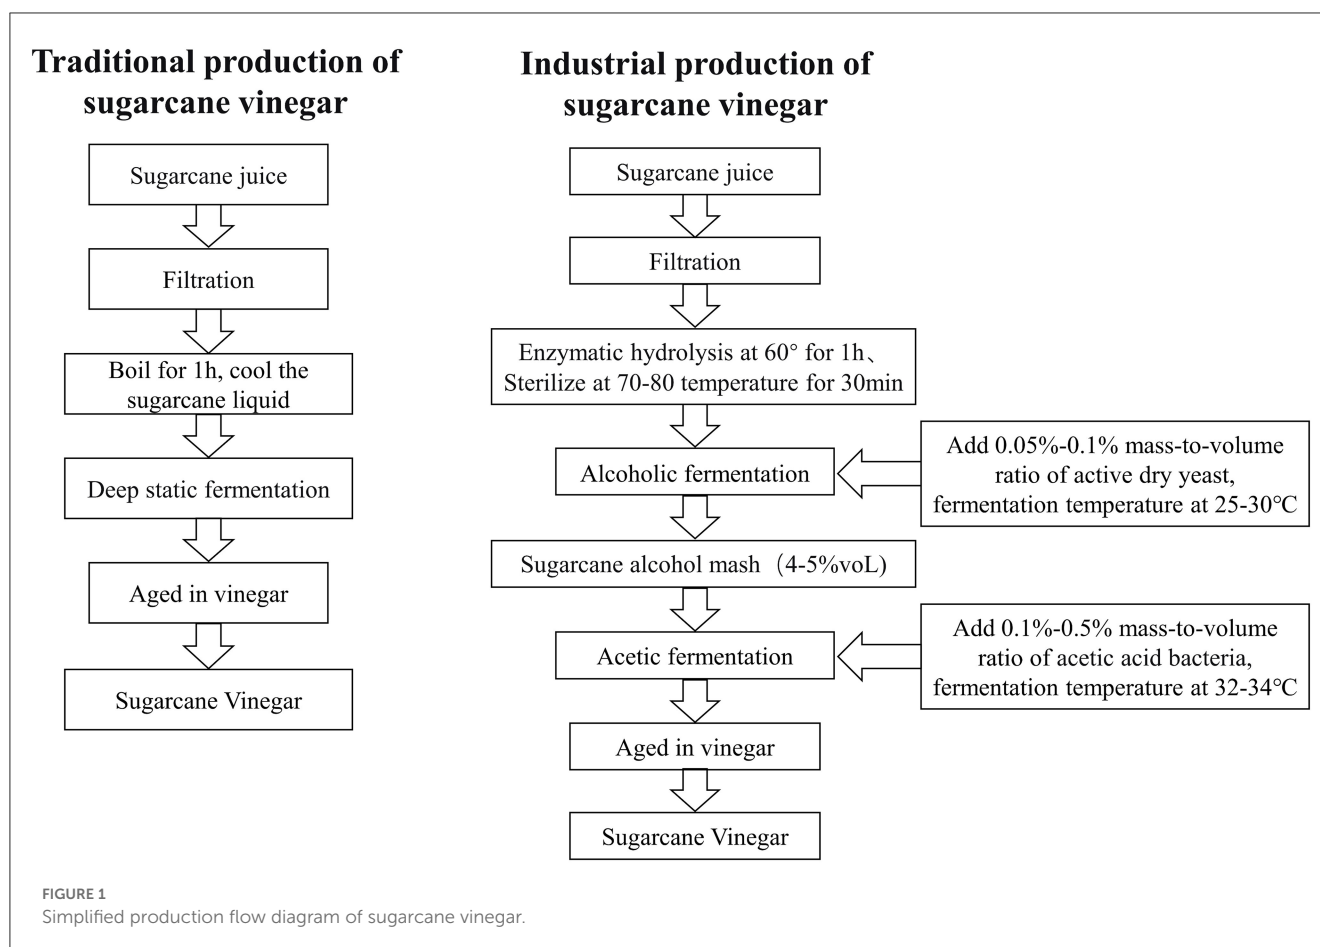 Traditional production of
sugarcane vinegar
Sugarcane juice
Filtration
Boil for 1h, cool the
sugarcane liquid
Deep static fermentation
Aged in vinegar
Sugarcane Vinegar
Industrial production of
sugarcane vinegar
Sugarcane juice
Filtration
Enzymatic hydrolysis at 60° for 1h、
Sterilize at 70-80 temperature for 30min
Alcoholic fermentation
Add 0.05%-0.1% mass-to-volume
ratio of active dry yeast,
fermentation temperature at 25-30℃
Sugarcane alcohol mash（4-5%voL)
Acetic fermentation
Add 0.1%-0.5% mass-to-volume
ratio of acetic acid bacteria,
fermentation temperature at 32-34℃
Aged in vinegar
Sugarcane Vinegar
FIGURE 1
Simplified production flow diagram of sugarcane vinegar.